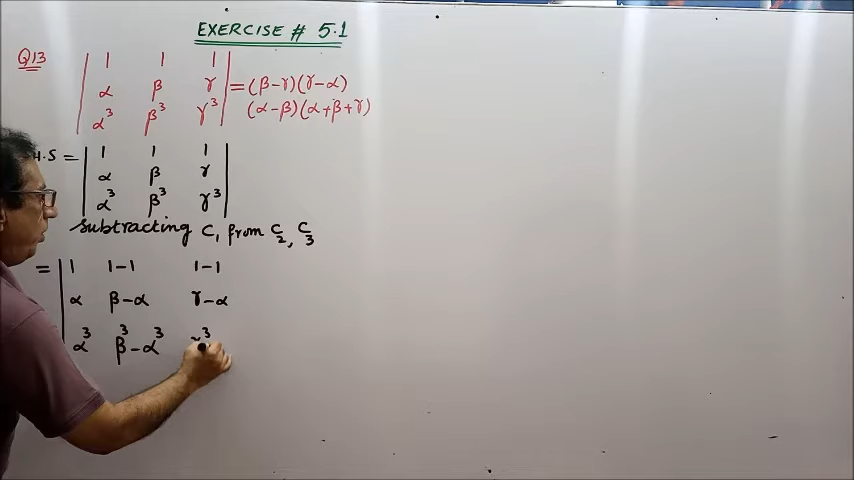 EXERCISE # 5.1
Q13
| 1 1 1 |
| α β γ | = (β-γ)(γ-α)
| α³ β³ γ³ | (α-β)(α+β+γ)
H.S = | 1 1 1 |
| α β γ |
| α³ β³ γ³ |
Subtracting C₁ from C₂, C₃
= | 1 1-1 1-1
| α β-α γ-α
| α³ β³-α³ γ³